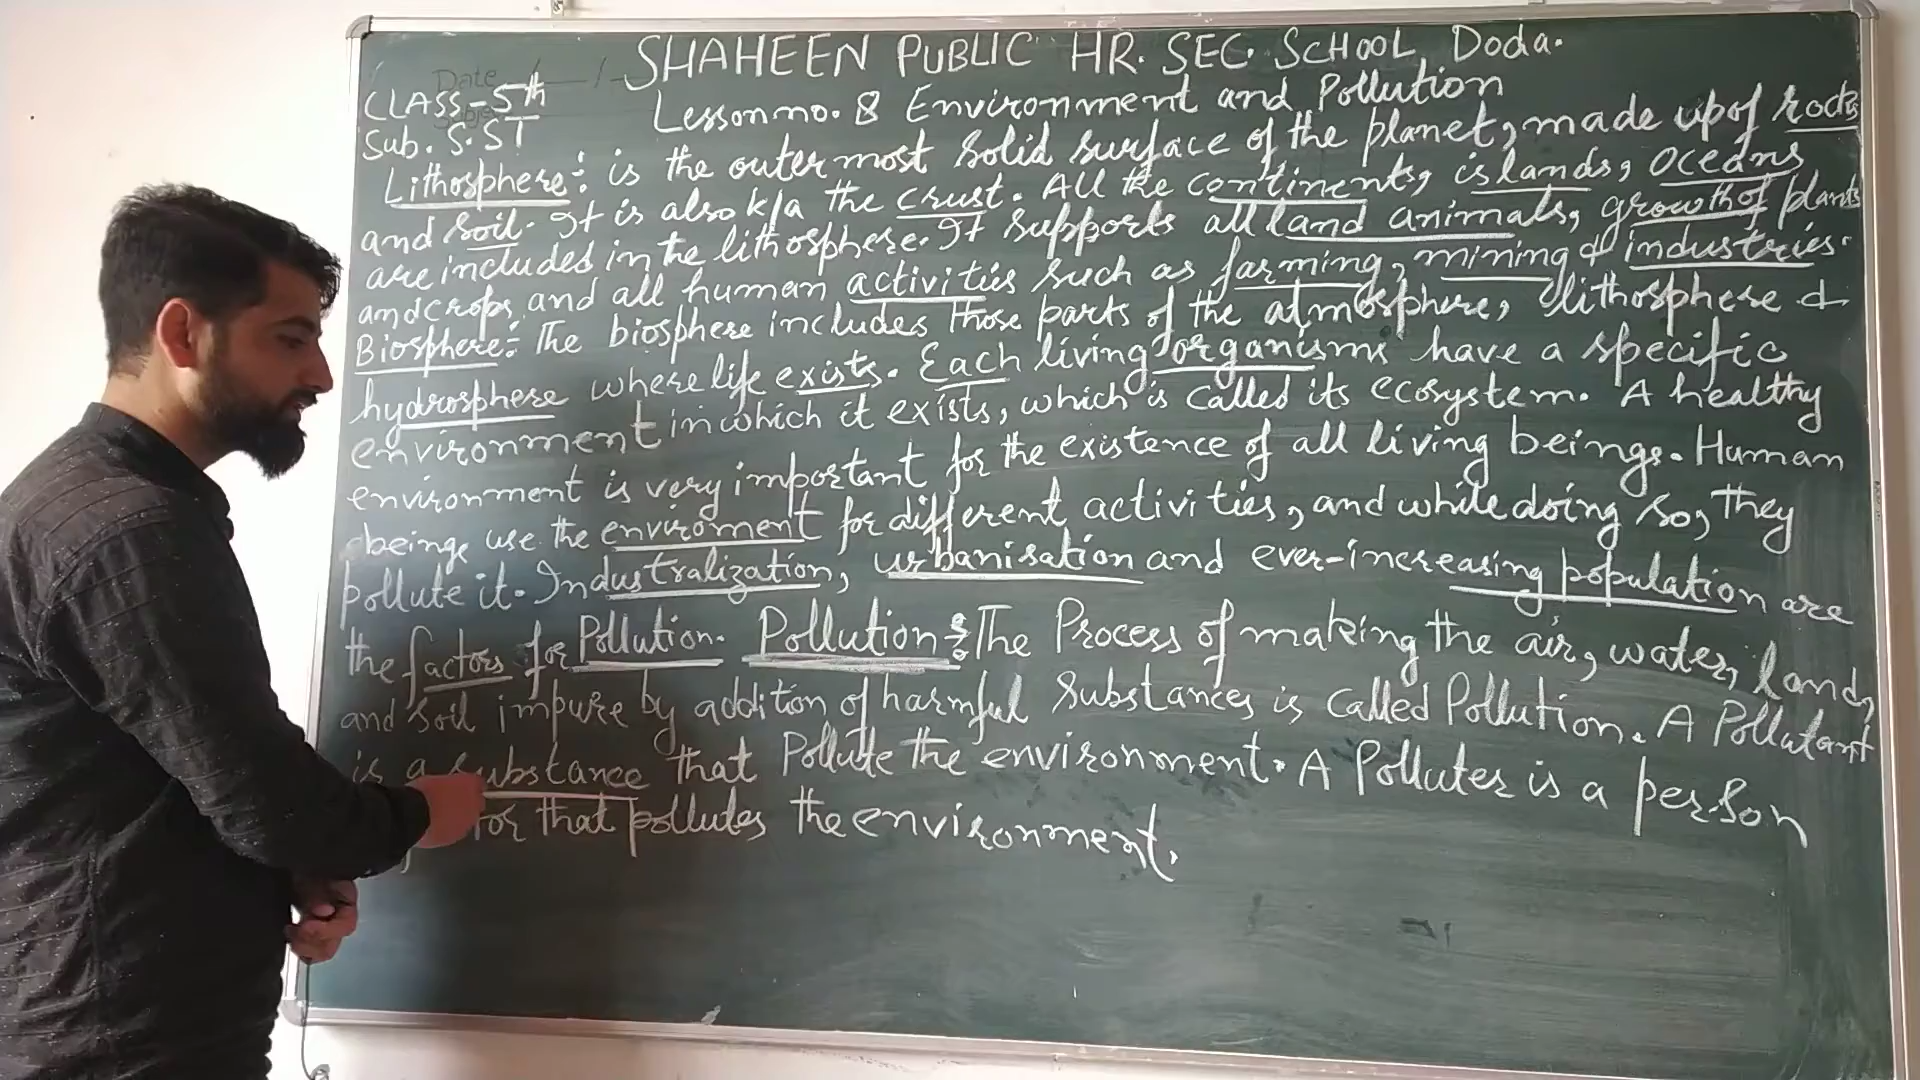 SHAHEEN PUBLIC HR. SEC. SCHOOL Doda.
Date
CLASS-5th
Lesson no. 8 Environment and Pollution
Sub. S.ST
Lithosphere: is the outermost solid surface of the planet, made up of rocks
and soil. It is also k/a the crust. All the continents, islands, oceans
are included in the lithosphere. It supports all land animals, growth of plants
and crops, and all human activities such as farming, mining & industries.
Biosphere: The biosphere includes those parts of the atmosphere, lithosphere &
hydrosphere where life exists. Each living organisms have a specific
environment in which it exists, which is called its ecosystem. A healthy
environment is very important for the existence of all living beings. Human
beings use the enviroment for different activities, and while doing so, they
pollute it. Industralization, urbanisation and ever-increasing population are
the factors for Pollution. Pollution: The Process of making the air, water, land,
and soil impure by addition of harmful substances is called Pollution. A Pollutant
is a substance that Pollute the environment. A Polluter is a person
or that pollutes the environment.